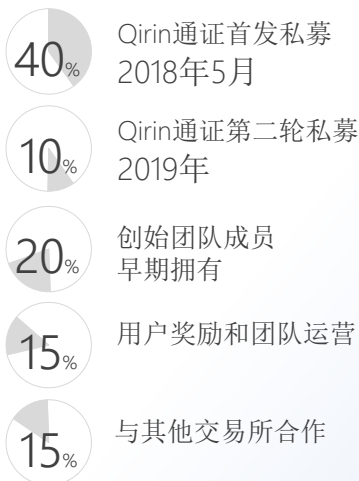 40%
Qirin通证首发私募
2018年5月
10%
Qirin通证第二轮私募
2019年
20%
创始团队成员
早期拥有
15%
用户奖励和团队运营
15%
与其他交易所合作